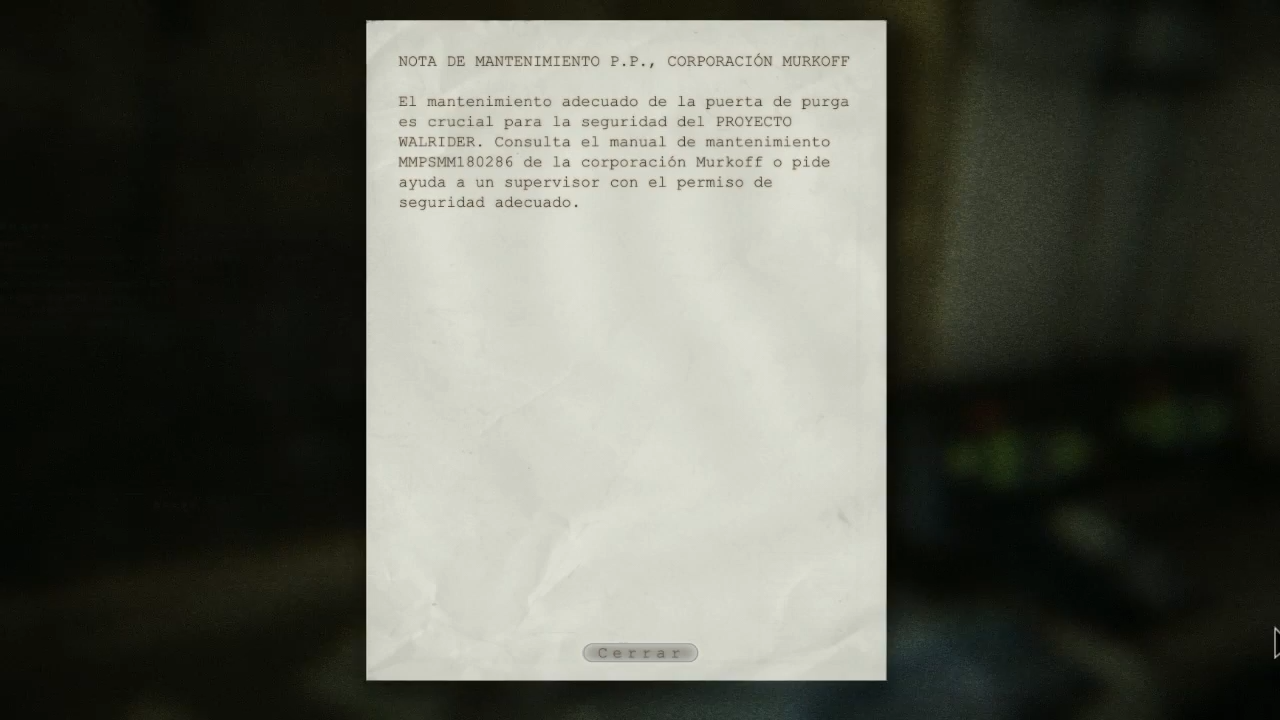 NOTA DE MANTENIMIENTO P.P., CORPORACIÓN MURKOFF
El mantenimiento adecuado de la puerta de purga
es crucial para la seguridad del PROYECTO
WALRIDER. Consulta el manual de mantenimiento
MMPSMM180286 de la corporación Murkoff o pide
ayuda a un supervisor con el permiso de
seguridad adecuado.
Cerrar